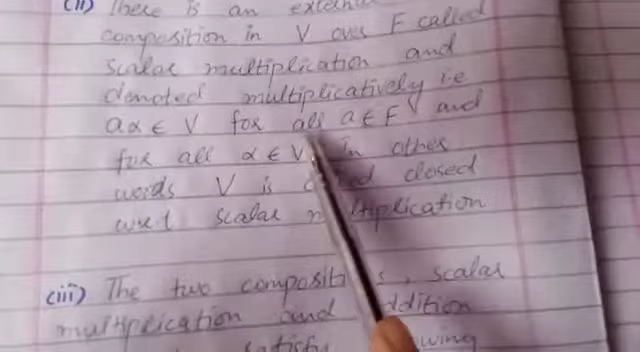 (ii) There is an external
composition in V over F called
scalar multiplication and
denoted multiplicatively i.e
aα ∈ V for all a ∈ F and
for all α ∈ V in other
words V is closed
w.r.t scalar multiplication
(iii) The two compositions, scalar
multiplication and addition
satisfy